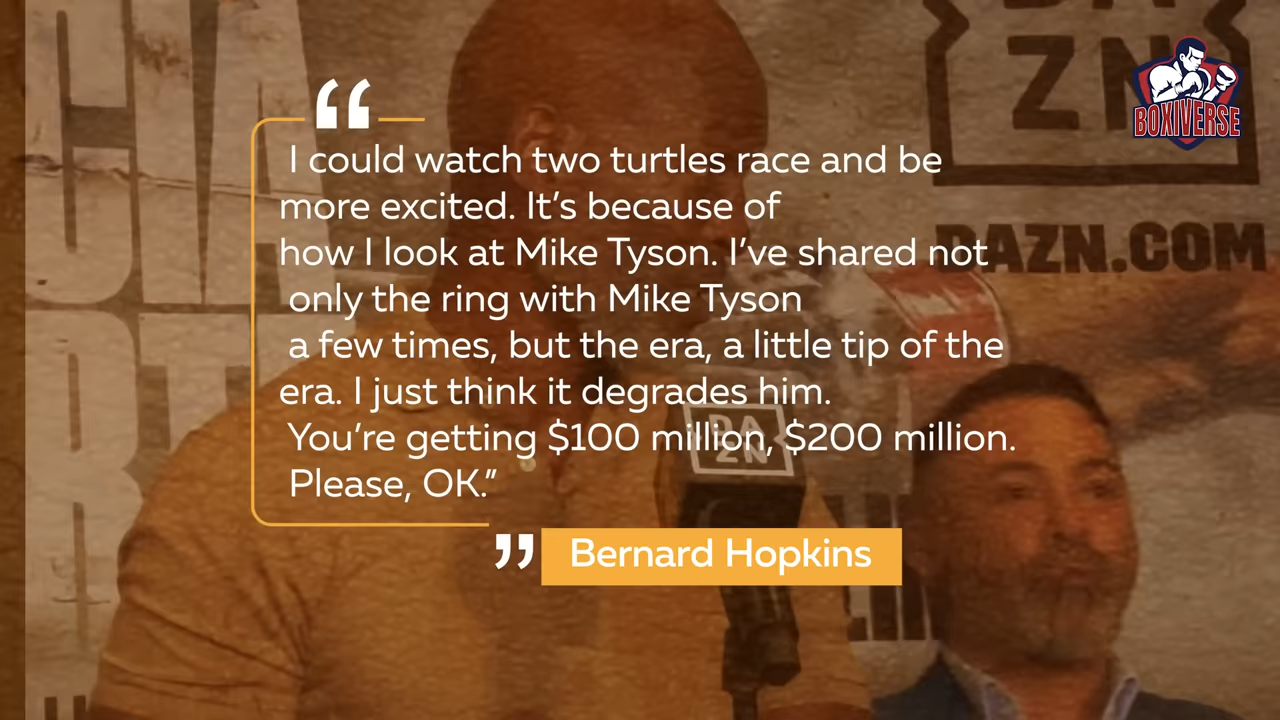 DA
ZN
BOXIVERSE
“
I could watch two turtles race and be
more excited. It’s because of
how I look at Mike Tyson. I’ve shared not
only the ring with Mike Tyson
a few times, but the era, a little tip of the
era. I just think it degrades him.
You’re getting $100 million, $200 million.
Please, OK.”
” Bernard Hopkins
DAZN.COM
DA
ZN